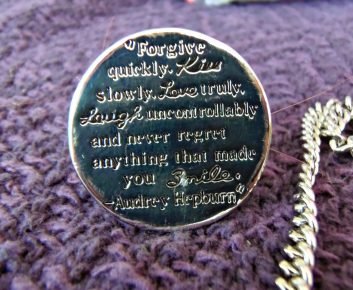 "Forgive
quickly, Kiss
slowly, Love truly,
Laugh uncontrollably
and never regret
anything that made
you Smile.
-Audrey Hepburn"